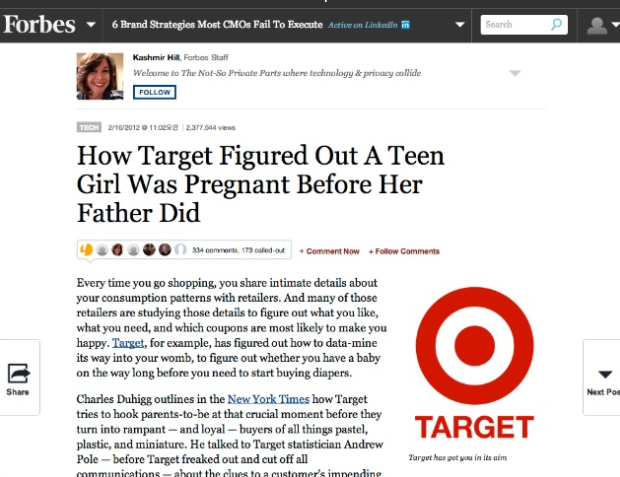 Forbes
6 Brand Strategies Most CMOs Fail To Execute Active on LinkedIn in
Search
Kashmir Hill, Forbes Staff
Welcome to The Not-So Private Parts where technology & privacy collide
FOLLOW
TECH 2/16/2012 @ 11:02오전 2,377,644 views
How Target Figured Out A Teen
Girl Was Pregnant Before Her
Father Did
334 comments, 173 called-out
+ Comment Now
+ Follow Comments
Every time you go shopping, you share intimate details about
your consumption patterns with retailers. And many of those
retailers are studying those details to figure out what you like,
what you need, and which coupons are most likely to make you
happy. Target, for example, has figured out how to data-mine
its way into your womb, to figure out whether you have a baby
on the way long before you need to start buying diapers.
Charles Duhigg outlines in the New York Times how Target
tries to hook parents-to-be at that crucial moment before they
turn into rampant — and loyal — buyers of all things pastel,
plastic, and miniature. He talked to Target statistician Andrew
Pole — before Target freaked out and cut off all
communications — about the clues to a customer's impending
TARGET
Target has got you in its aim
Share
Next Pos